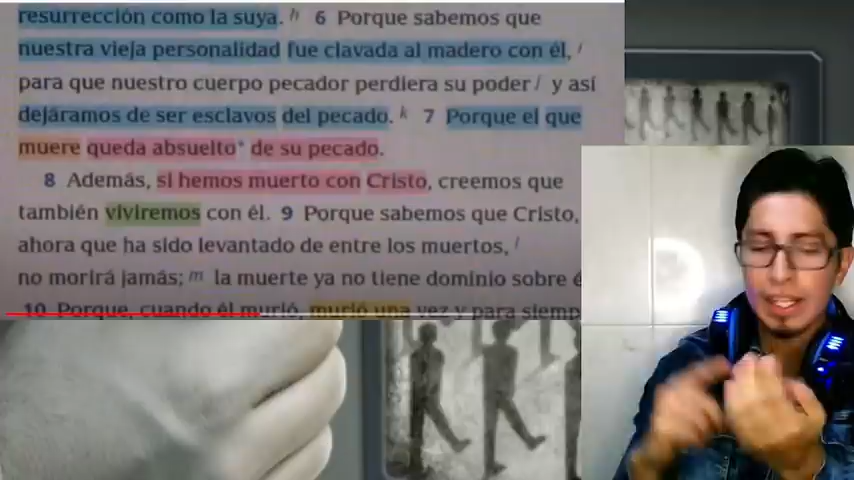 resurrección como la suya. h 6 Porque sabemos que
nuestra vieja personalidad fue clavada al madero con él, i
para que nuestro cuerpo pecador perdiera su poder j y así
dejáramos de ser esclavos del pecado. k 7 Porque el que
muere queda absuelto* de su pecado.
8 Además, si hemos muerto con Cristo, creemos que
también viviremos con él. 9 Porque sabemos que Cristo,
ahora que ha sido levantado de entre los muertos, l
no morirá jamás; m la muerte ya no tiene dominio sobre
10 Porque, cuando él murió, murió una vez y para